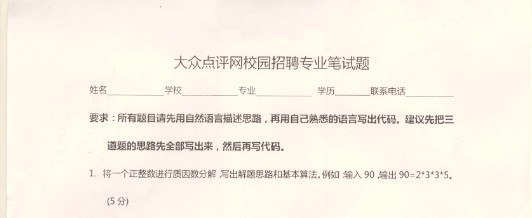 大众点评网校园招聘专业笔试题
姓名__________学校__________专业____________ 学历______联系电话__________
要求：所有题目请先用自然语言描述思路，再用自己熟悉的语言写出代码。建议先把三
道题的思路先全部写出来，然后再写代码。
1. 将一个正整数进行质因数分解,写出解题思路和基本算法。例如:输入 90,输出 90=2*3*3*5。
(5 分)